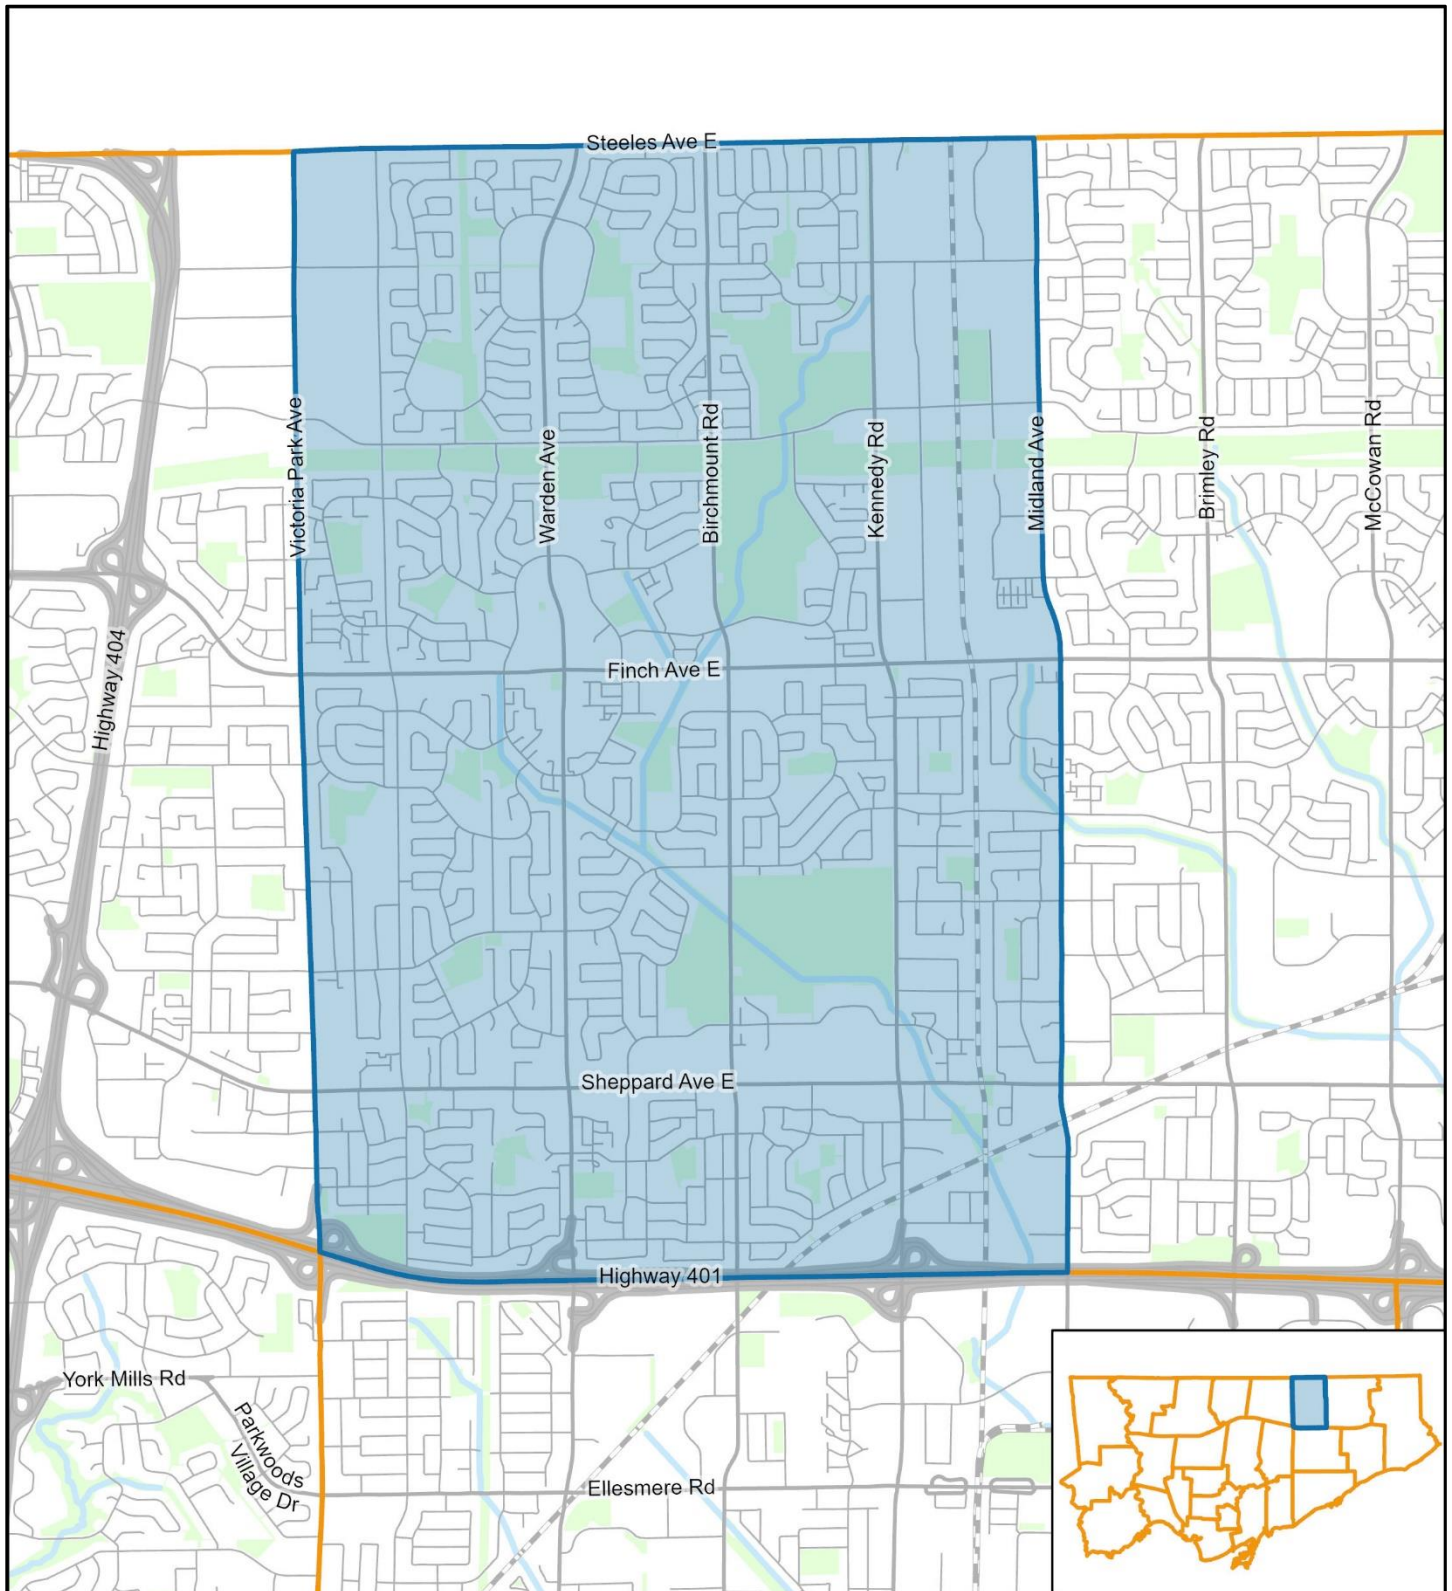 Steeles Ave E
Victoria Park Ave
Warden Ave
Birchmount Rd
Kennedy Rd
Midland Ave
Brimley Rd
McCowan Rd
Highway 404
Finch Ave E
Sheppard Ave E
Highway 401
York Mills Rd
Parkwoods
Village Dr
Ellesmere Rd